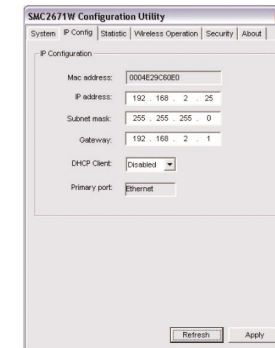 SMC2671W Configuration Utility
System IP Config Statistic Wireless Operation Security About
IP Configuration
Mac address: 0004E29C60E0
IP address: 192 . 168 . 2 . 25
Subnet mask: 255 . 255 . 255 . 0
Gateway: 192 . 168 . 2 . 1
DHCP Client: Disabled
Primary port: Ethernet
Refresh Apply